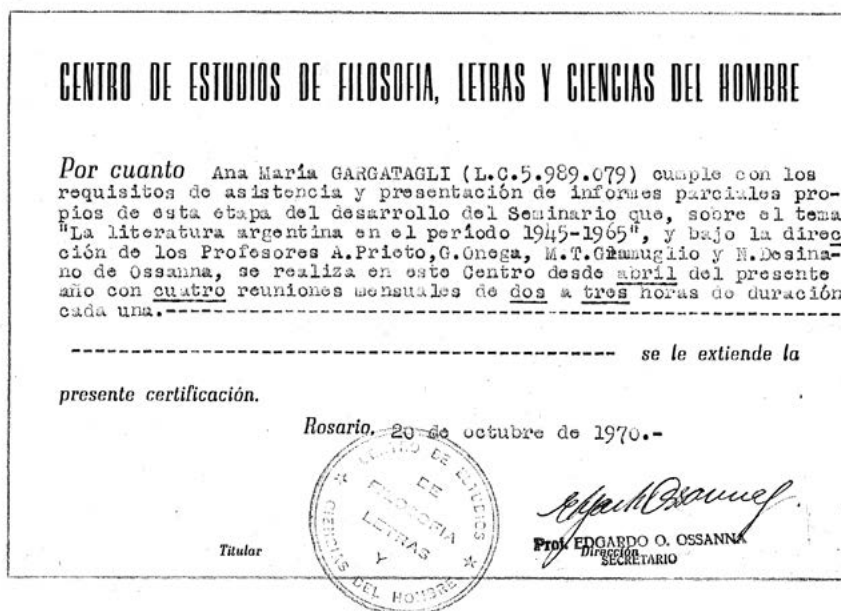 CENTRO DE ESTUDIOS DE FILOSOFIA, LETRAS Y CIENCIAS DEL HOMBRE
Por cuanto Ana María GARGATAGLI (L.C.5.989.079) cumple con los
requisitos de asistencia y presentación de informes parciales pro-
pios de esta etapa del desarrollo del Seminario que, sobre el tema
"La literatura argentina en el período 1945-1965", y bajo la direc
ción de los Profesores A.Prieto,G.Onega, M.T.Gramuglio y N.Desina-
no de Ossanna, se realiza en este Centro desde abril del presente
año con cuatro reuniones mensuales de dos a tres horas de duración
cada una.-----------------------------------------------------
------------------------------------------- se le extiende la
presente certificación.
Rosario, 20 de octubre de 1970.-
CENTRO DE ESTUDIOS
DE
FILOSOFIA
LETRAS
Y
CIENCIAS DEL HOMBRE
Titular
Prof. EDGARDO O. OSSANNA
Dirección
SECRETARIO